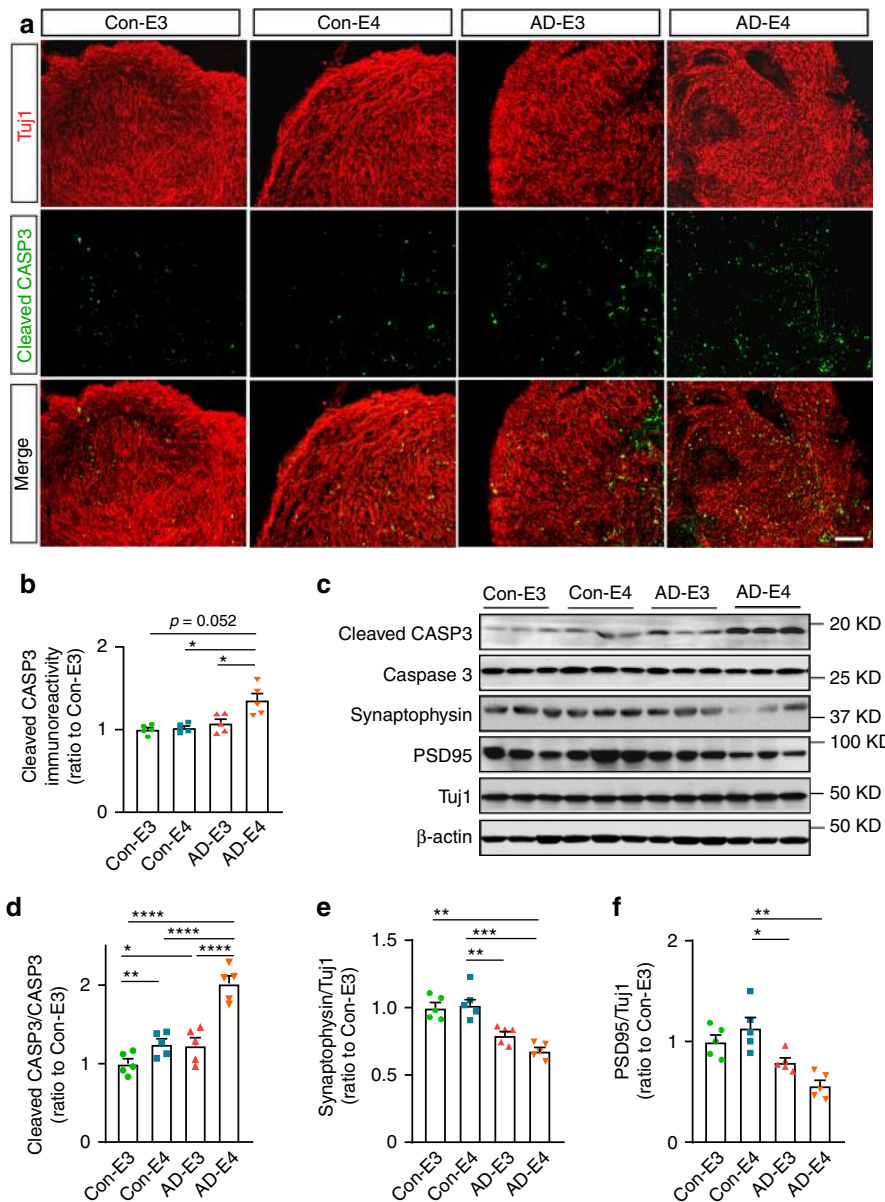 a
Con-E3 Con-E4 AD-E3 AD-E4
Tuj1
Cleaved CASP3
Merge
b
Cleaved CASP3
immunoreactivity
(ratio to Con-E3)
2
1
0
p = 0.052
*
*
Con-E3 Con-E4 AD-E3 AD-E4
c
Con-E3 Con-E4 AD-E3 AD-E4
Cleaved CASP3 20 KD
Caspase 3 25 KD
Synaptophysin 37 KD
PSD95 100 KD
Tuj1 50 KD
β-actin 50 KD
d
Cleaved CASP3/CASP3
(ratio to Con-E3)
2
1
0
****
****
* ****
**
Con-E3 Con-E4 AD-E3 AD-E4
e
Synaptophysin/Tuj1
(ratio to Con-E3)
1.5
1.0
0.5
0
**
***
**
Con-E3 Con-E4 AD-E3 AD-E4
f
PSD95/Tuj1
(ratio to Con-E3)
2
1
0
**
*
Con-E3 Con-E4 AD-E3 AD-E4